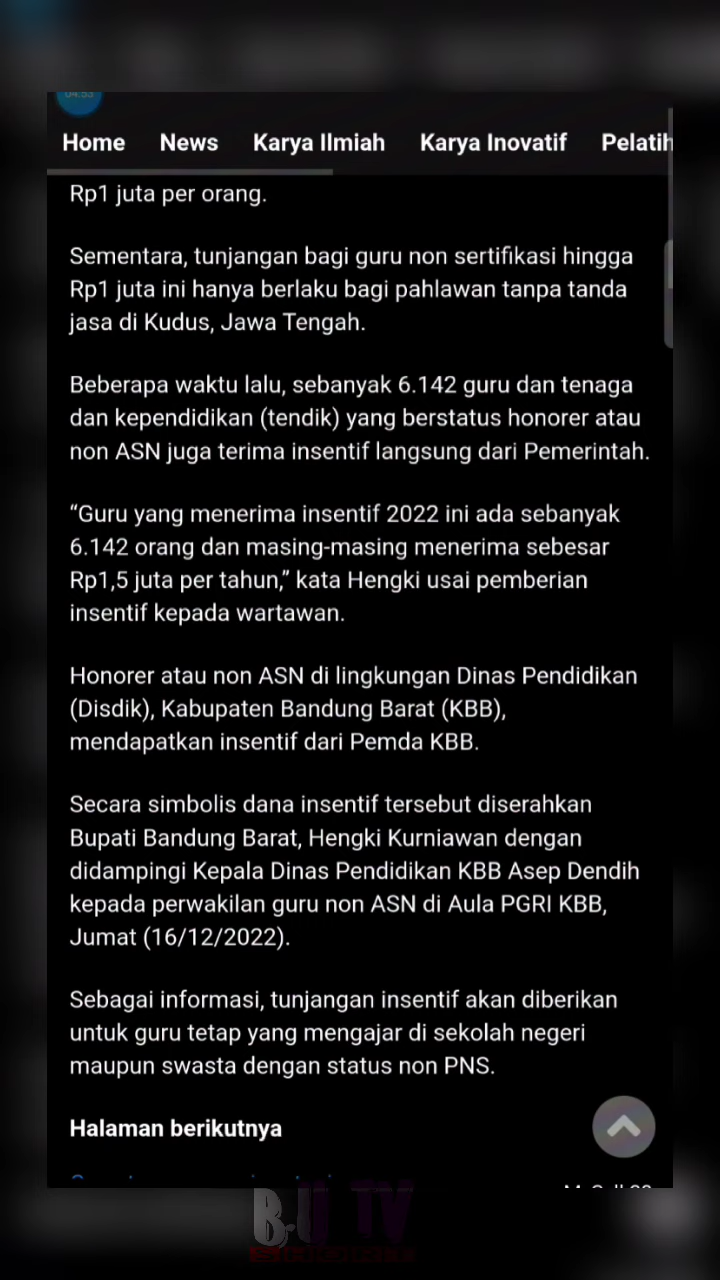 04:53
Home News Karya Ilmiah Karya Inovatif Pelatih
Rp1 juta per orang.
Sementara, tunjangan bagi guru non sertifikasi hingga
Rp1 juta ini hanya berlaku bagi pahlawan tanpa tanda
jasa di Kudus, Jawa Tengah.
Beberapa waktu lalu, sebanyak 6.142 guru dan tenaga
dan kependidikan (tendik) yang berstatus honorer atau
non ASN juga terima insentif langsung dari Pemerintah.
“Guru yang menerima insentif 2022 ini ada sebanyak
6.142 orang dan masing-masing menerima sebesar
Rp1,5 juta per tahun,” kata Hengki usai pemberian
insentif kepada wartawan.
Honorer atau non ASN di lingkungan Dinas Pendidikan
(Disdik), Kabupaten Bandung Barat (KBB),
mendapatkan insentif dari Pemda KBB.
Secara simbolis dana insentif tersebut diserahkan
Bupati Bandung Barat, Hengki Kurniawan dengan
didampingi Kepala Dinas Pendidikan KBB Asep Dendih
kepada perwakilan guru non ASN di Aula PGRI KBB,
Jumat (16/12/2022).
Sebagai informasi, tunjangan insentif akan diberikan
untuk guru tetap yang mengajar di sekolah negeri
maupun swasta dengan status non PNS.
Halaman berikutnya
TV